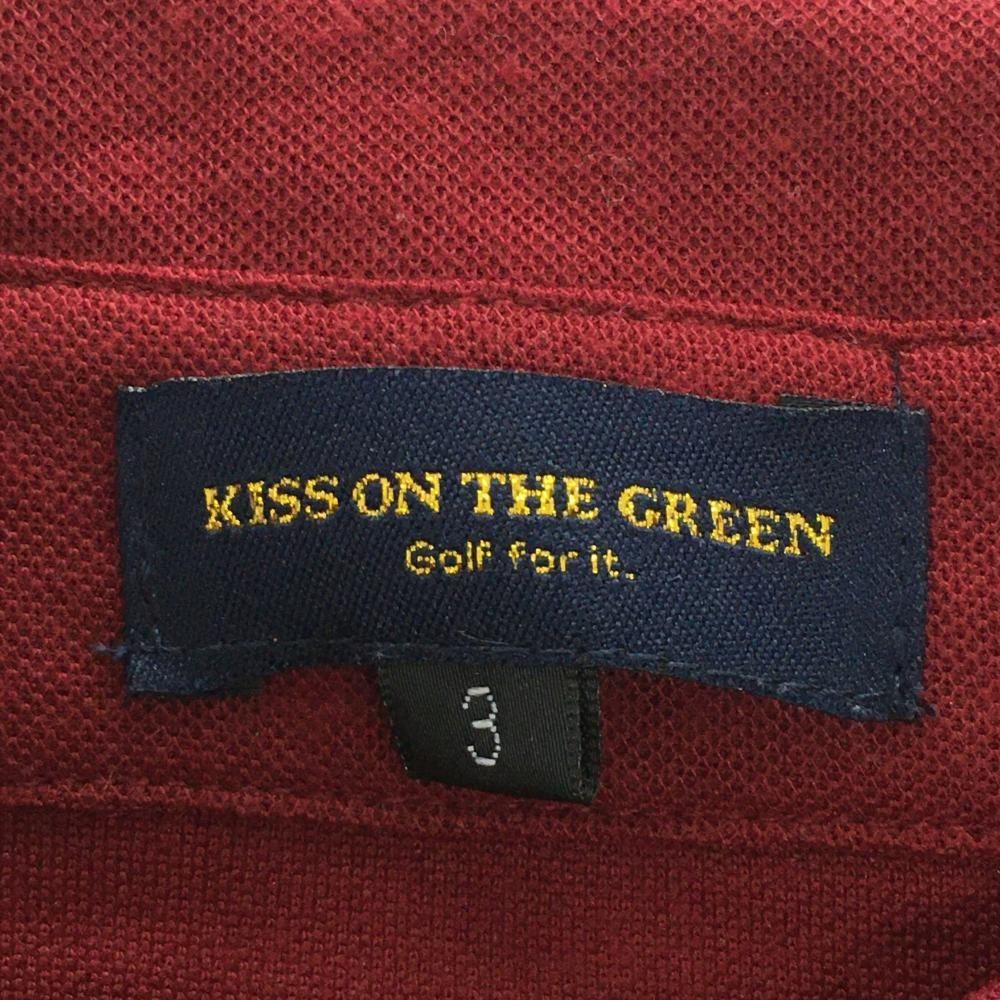 KISS ON THE GREEN
Golf for it.
3